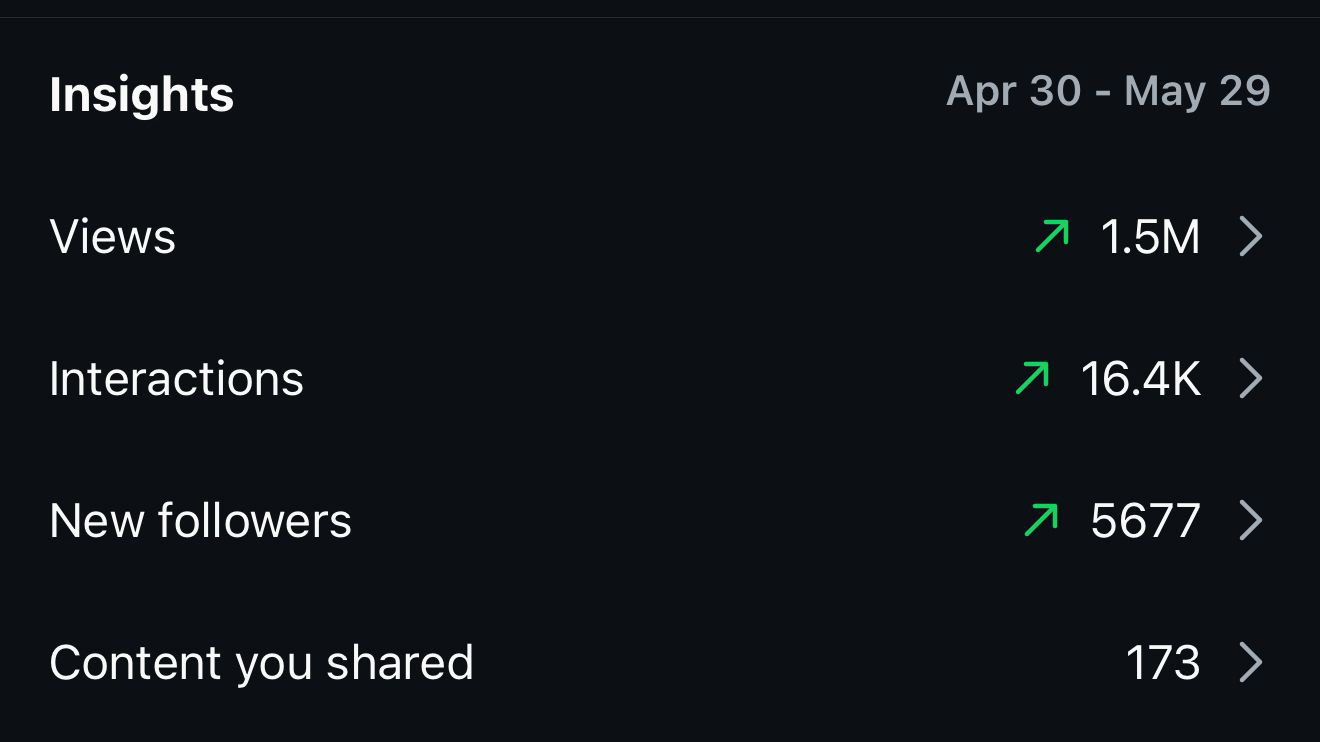 Insights
Apr 30 - May 29
Views
1.5M
Interactions
16.4K
New followers
5677
Content you shared
173